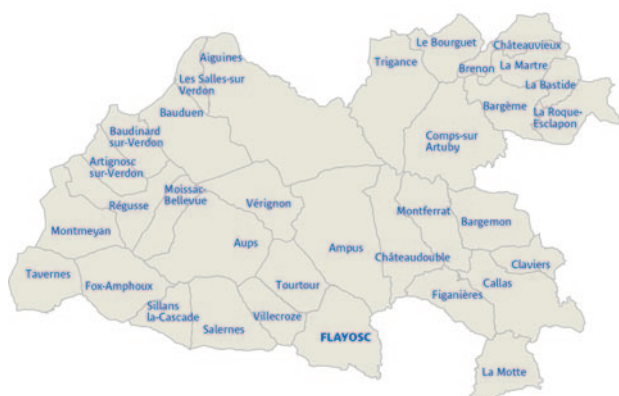 Le Bourget
Châteauvieux
Aiguines
Trigance
Brenon
La Martre
Les Salles-sur
Verdon
La Bastide
Bauduen
Bargème
La Roque-
Esclapon
Baudinard
sur-Verdon
Comps-sur
Artuby
Artignosc
sur-Verdon
Moissac-
Bellevue
Régusse
Vérignon
Montferrat
Bargemon
Montmeyan
Aups
Ampus
Châteaudouble
Claviers
Tavernes
Fox-Amphoux
Tourtour
Callas
Figanières
Sillans
la-Cascade
Salernes
Villecroze
FLAYOSC
La Motte